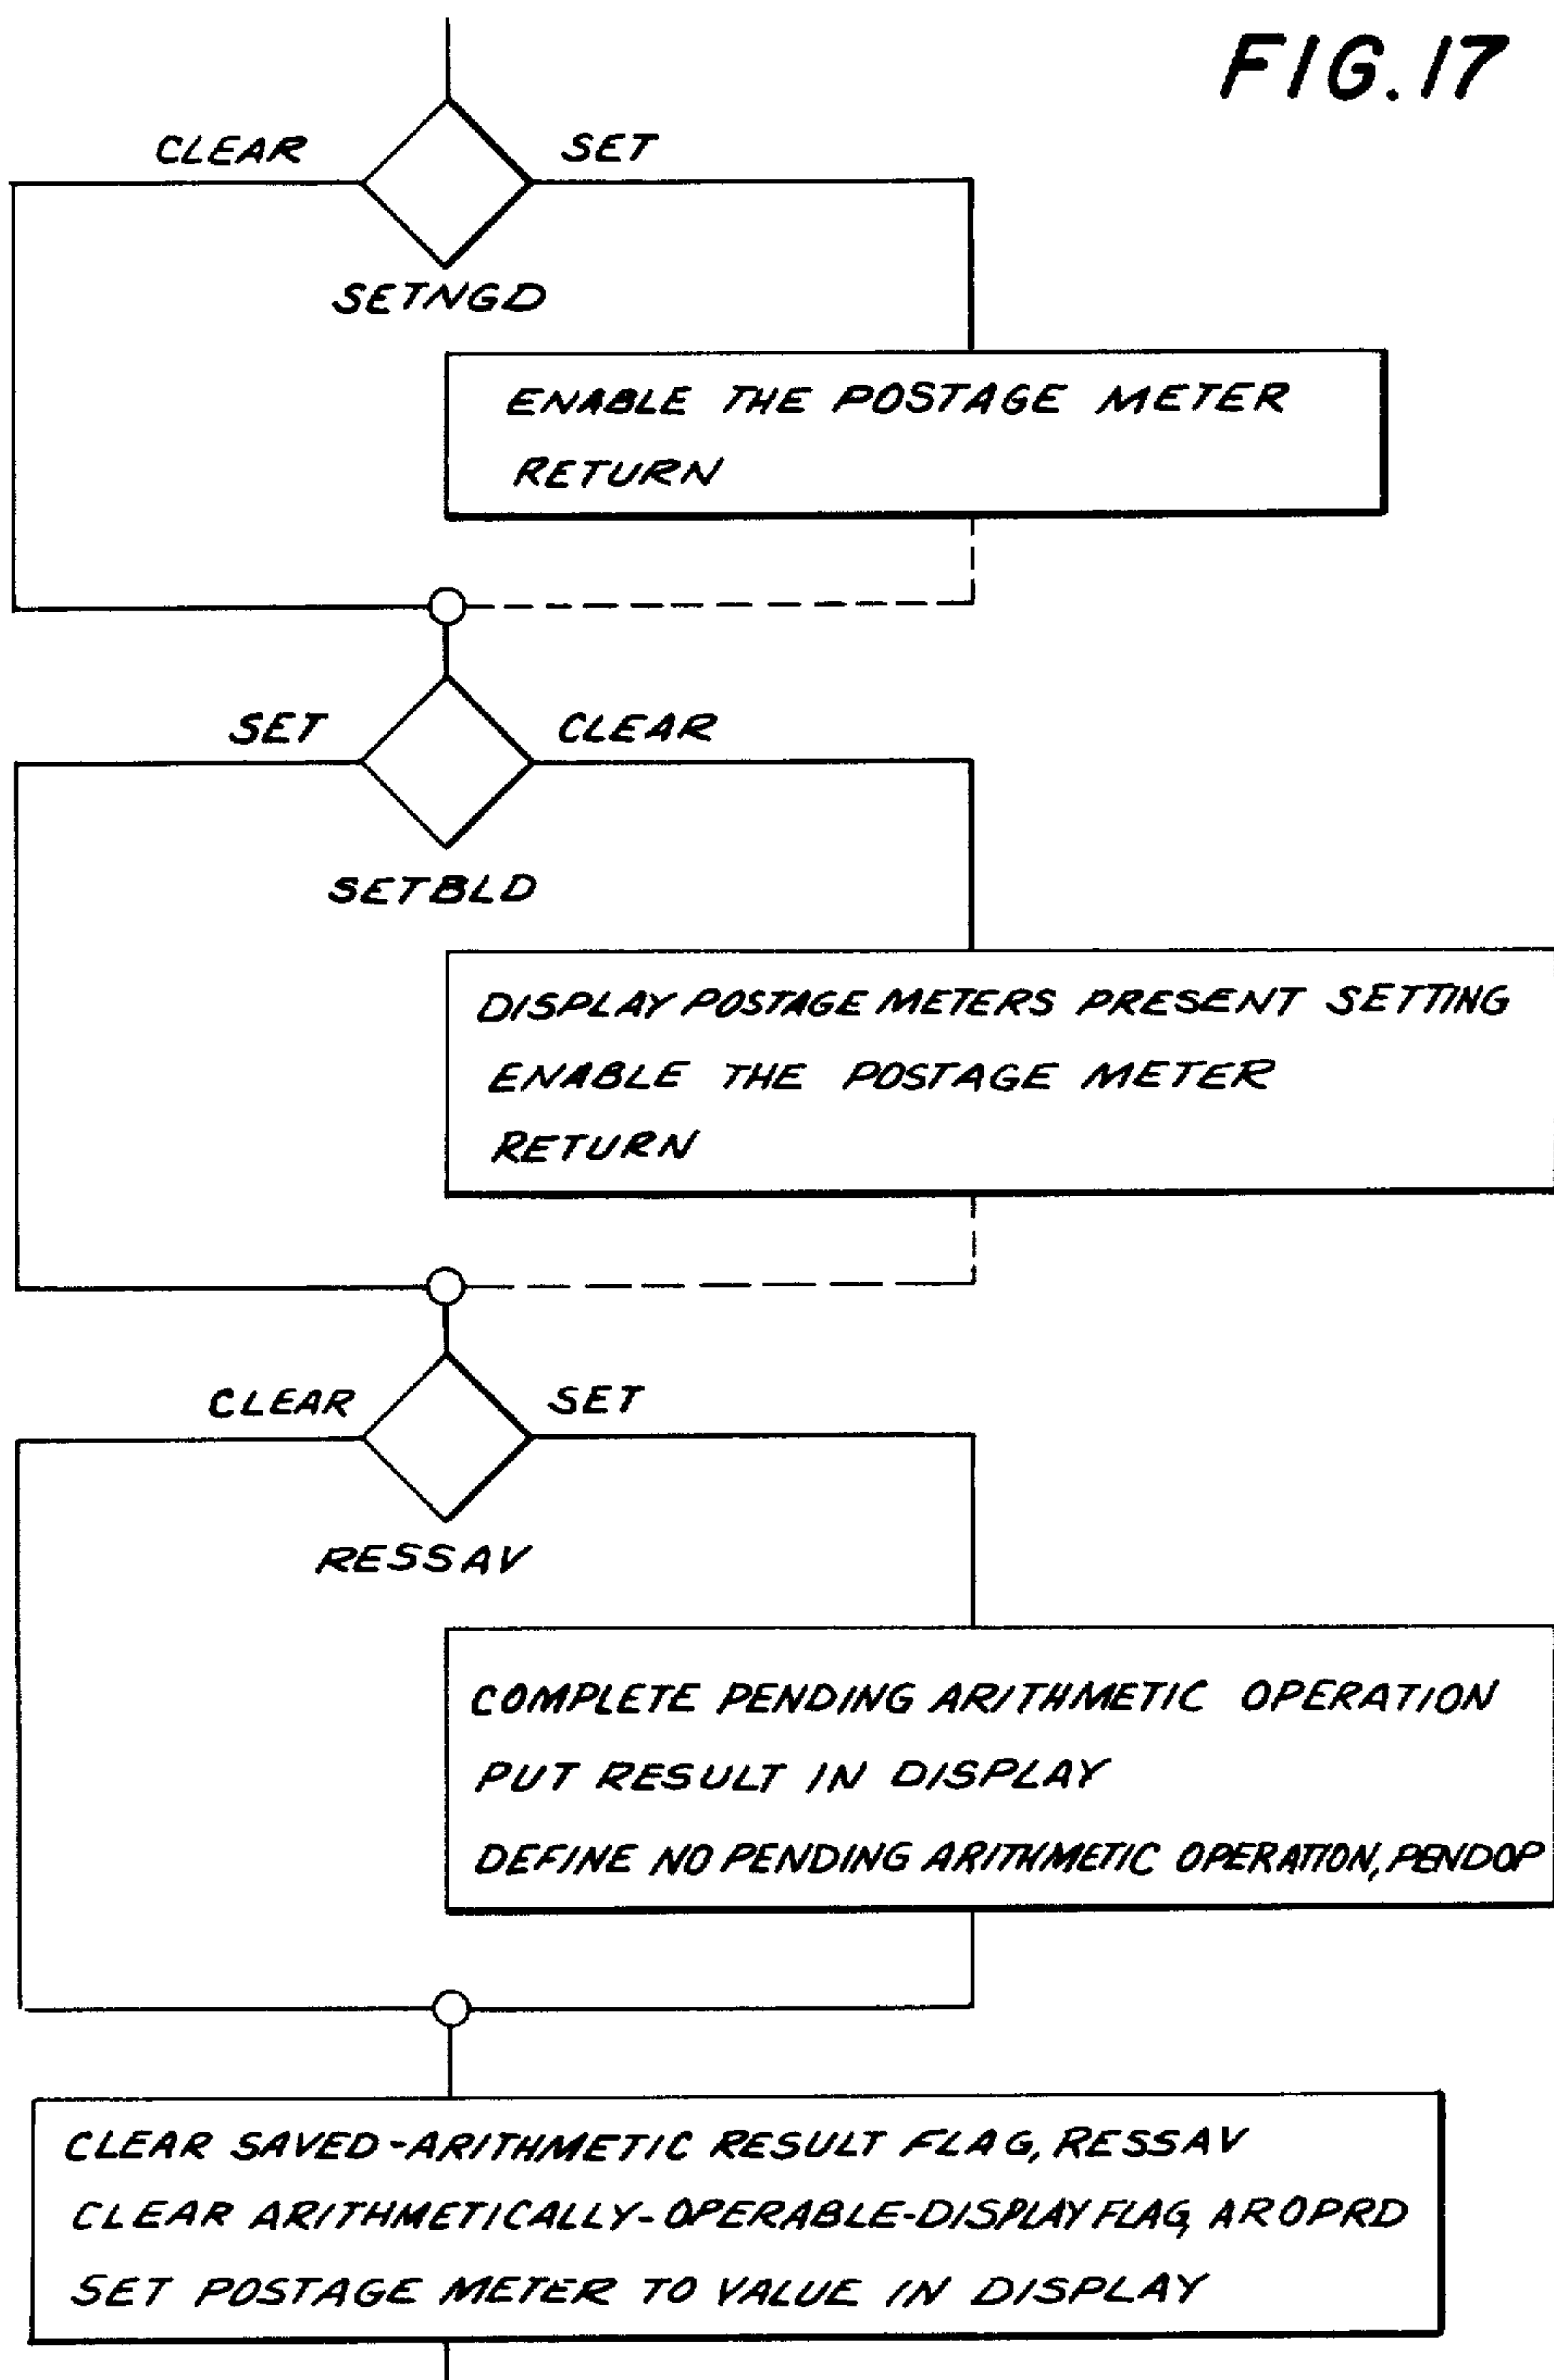 FIG. 17
CLEAR SET
SETNGD
ENABLE THE POSTAGE METER
RETURN
SET CLEAR
SETBLD
DISPLAY POSTAGE METERS PRESENT SETTING
ENABLE THE POSTAGE METER
RETURN
CLEAR SET
RESSAV
COMPLETE PENDING ARITHMETIC OPERATION
PUT RESULT IN DISPLAY
DEFINE NO PENDING ARITHMETIC OPERATION, PENDOP
CLEAR SAVED-ARITHMETIC RESULT FLAG, RESSAV
CLEAR ARITHMETICALLY-OPERABLE-DISPLAY FLAG, AROPRD
SET POSTAGE METER TO VALUE IN DISPLAY